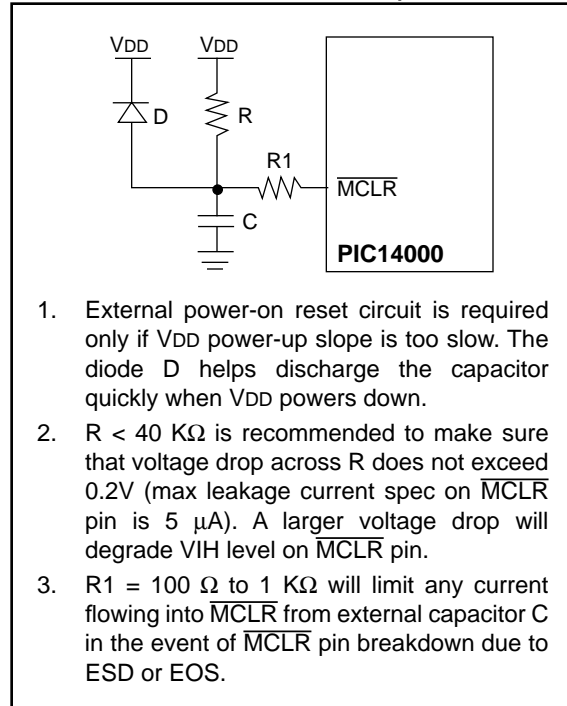 VDD VDD
D R
R1
MCLR
C
PIC14000
1. External power-on reset circuit is required
only if VDD power-up slope is too slow. The
diode D helps discharge the capacitor
quickly when VDD powers down.
2. R < 40 KΩ is recommended to make sure
that voltage drop across R does not exceed
0.2V (max leakage current spec on MCLR
pin is 5 μA). A larger voltage drop will
degrade VIH level on MCLR pin.
3. R1 = 100 Ω to 1 KΩ will limit any current
flowing into MCLR from external capacitor C
in the event of MCLR pin breakdown due to
ESD or EOS.